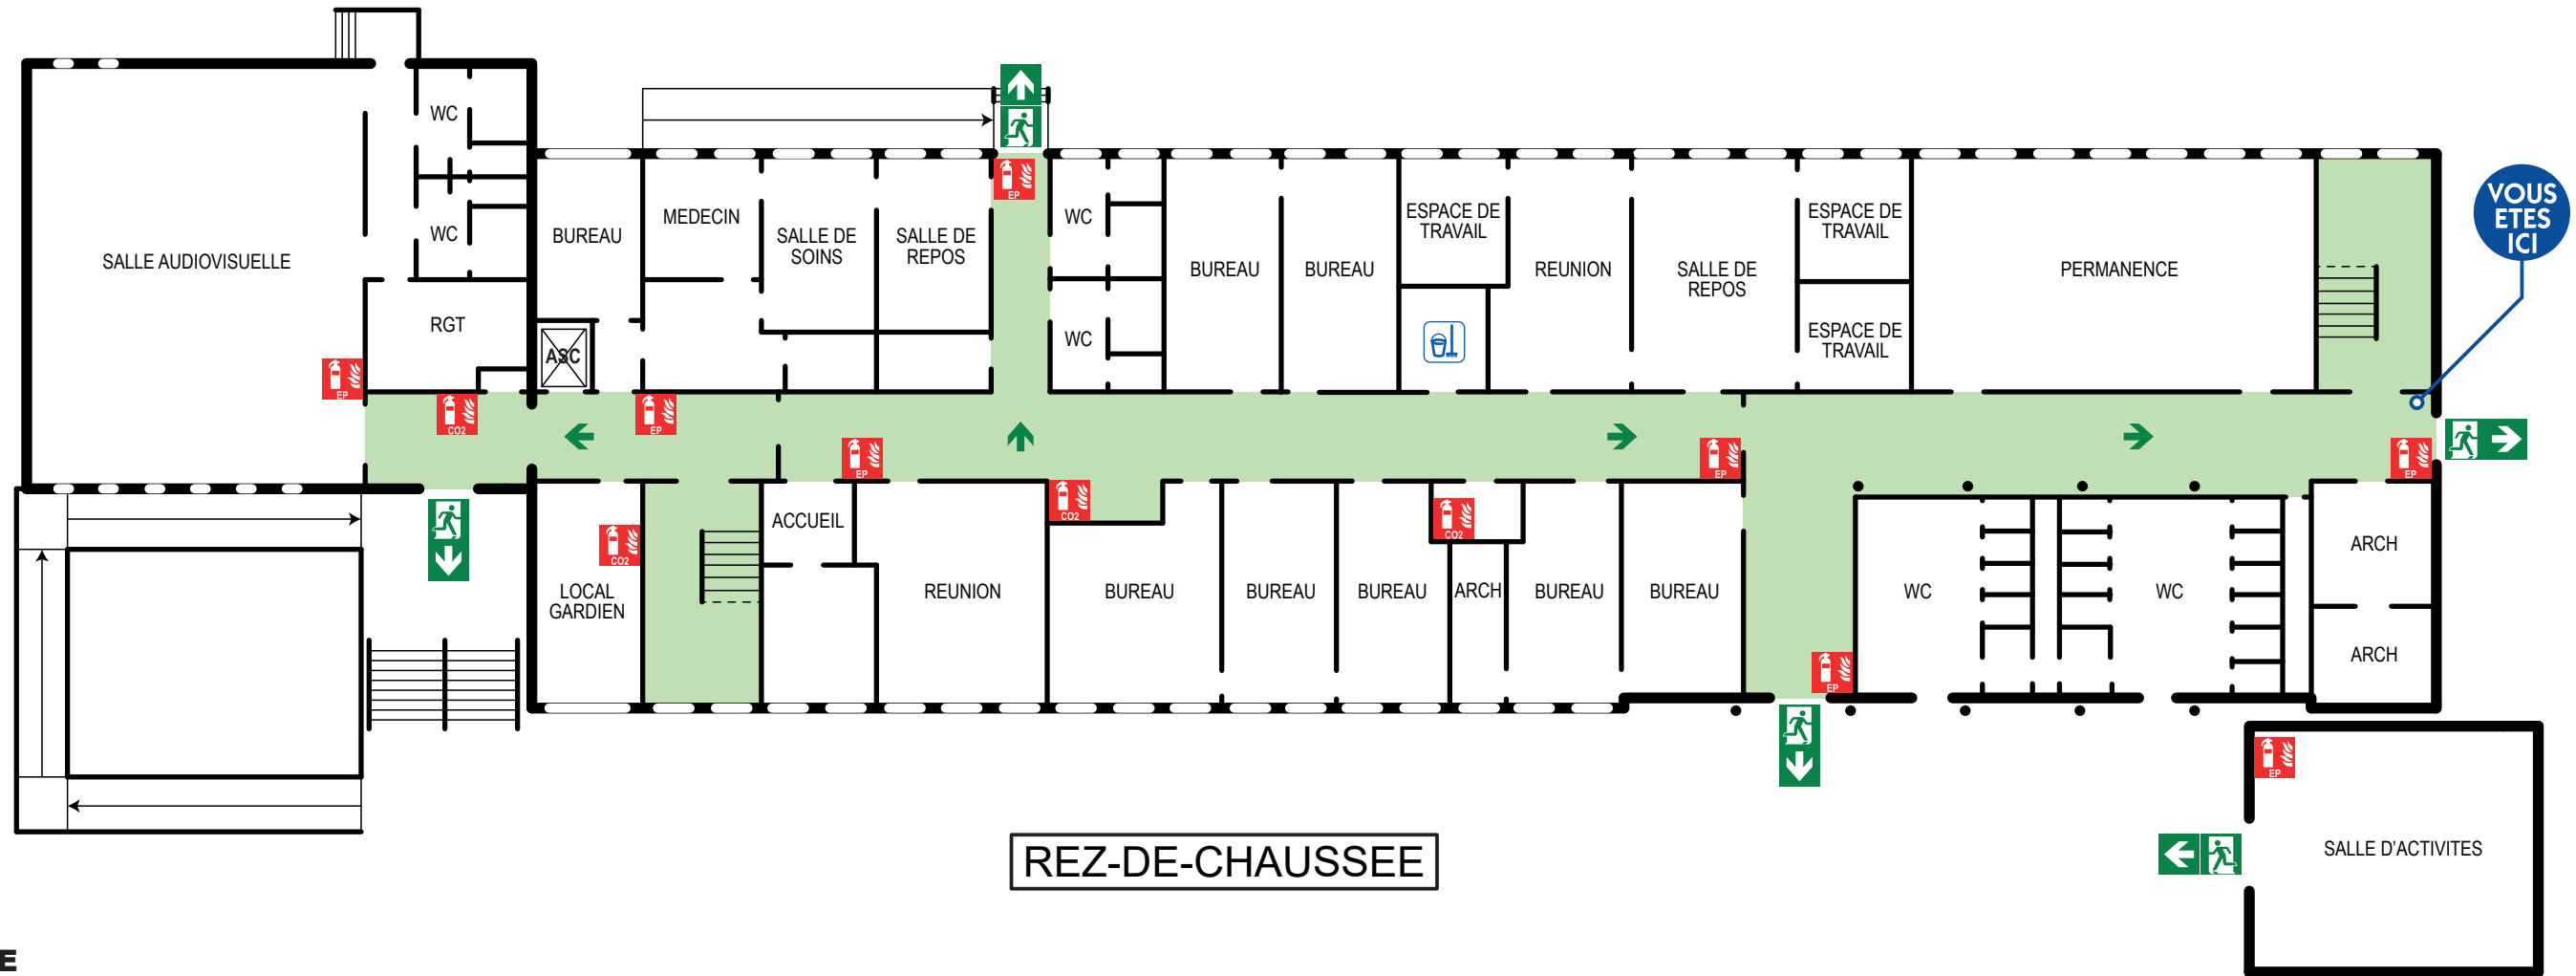 WC
EP
VOUS
ETES
ICI
WC
BUREAU
MEDECIN
SALLE DE
SOINS
SALLE DE
REPOS
WC
ESPACE DE
TRAVAIL
ESPACE DE
TRAVAIL
SALLE AUDIOVISUELLE
BUREAU
BUREAU
REUNION
SALLE DE
REPOS
PERMANENCE
RGT
ASC
WC
ESPACE DE
TRAVAIL
EP
CO2
EP
EP
EP
EP
CO2
CO2
CO2
ACCUEIL
LOCAL
GARDIEN
REUNION
BUREAU
BUREAU
BUREAU
ARCH
BUREAU
BUREAU
WC
WC
ARCH
ARCH
EP
EP
SALLE D'ACTIVITES
REZ-DE-CHAUSSEE
E